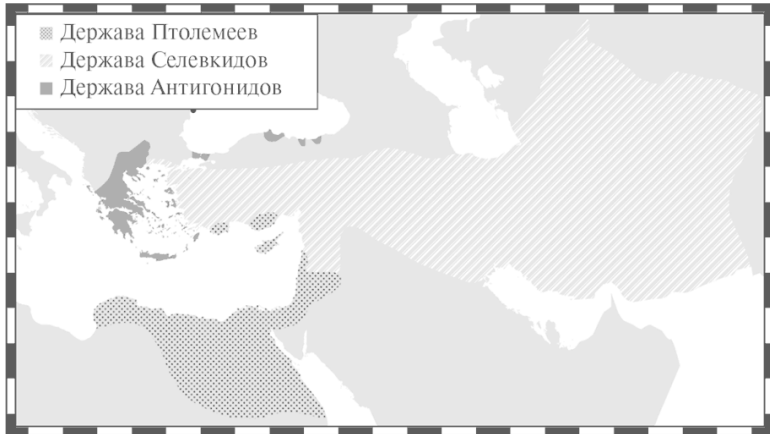 Держава Птолемеев
Держава Селевкидов
Держава Антигонидов